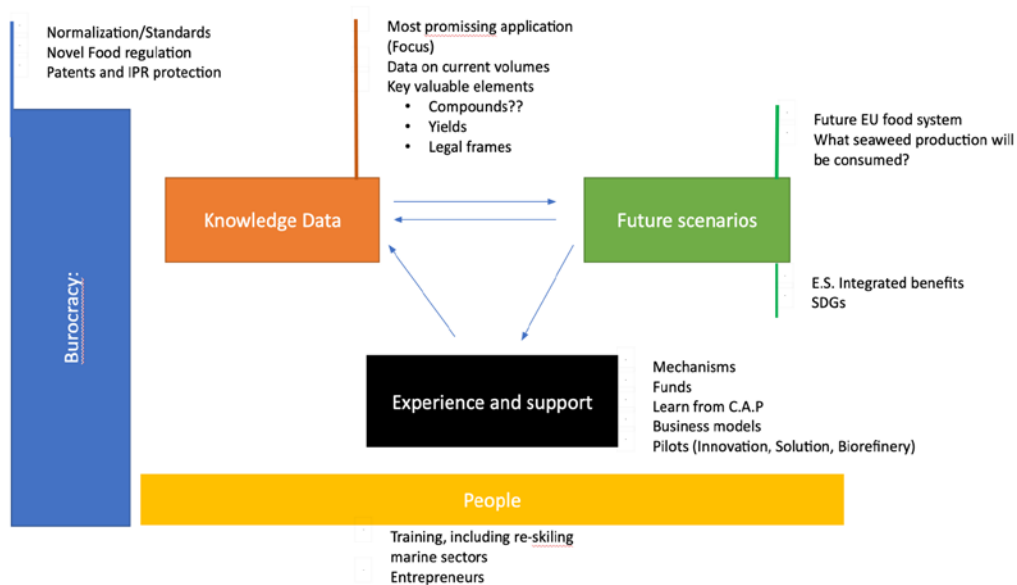 Normalization/Standards
Novel Food regulation
Patents and IPR protection
Most promissing application
(Focus)
Data on current volumes
Key valuable elements
• Compounds??
• Yields
• Legal frames
Future EU food system
What seaweed production will
be consumed?
Knowledge Data
Future scenarios
E.S. Integrated benefits
SDGs
Burocracy:
Experience and support
Mechanisms
Funds
Learn from C.A.P
Business models
Pilots (Innovation, Solution, Biorefinery)
People
Training, including re-skiling
marine sectors
Entrepreneurs